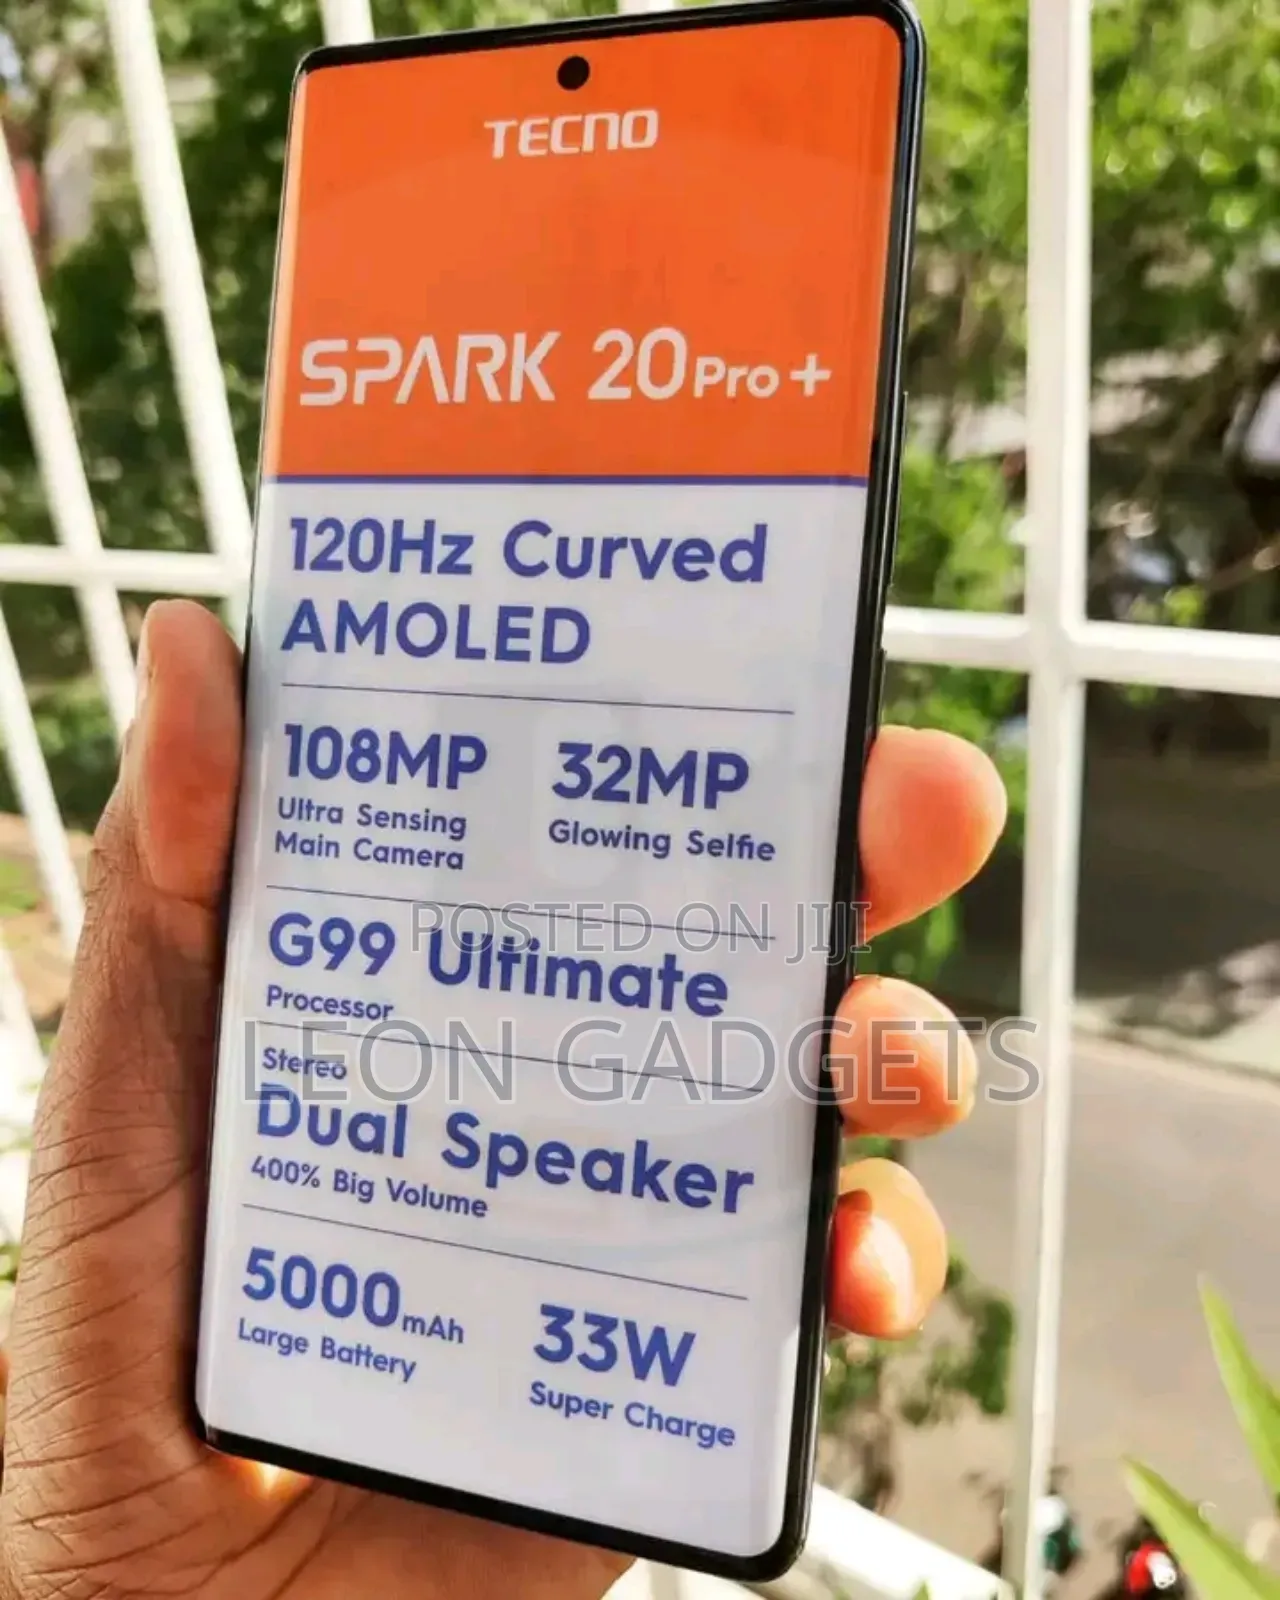 TECNO
SPARK 20 Pro+
120Hz Curved
AMOLED
108MP
Ultra Sensing
Main Camera
32MP
Glowing Selfie
POSTED ON JIJI
G99 Ultimate
Processor
LEON GADGETS
Stereo
Dual Speaker
400% Big Volume
5000mAh
Large Battery
33W
Super Charge